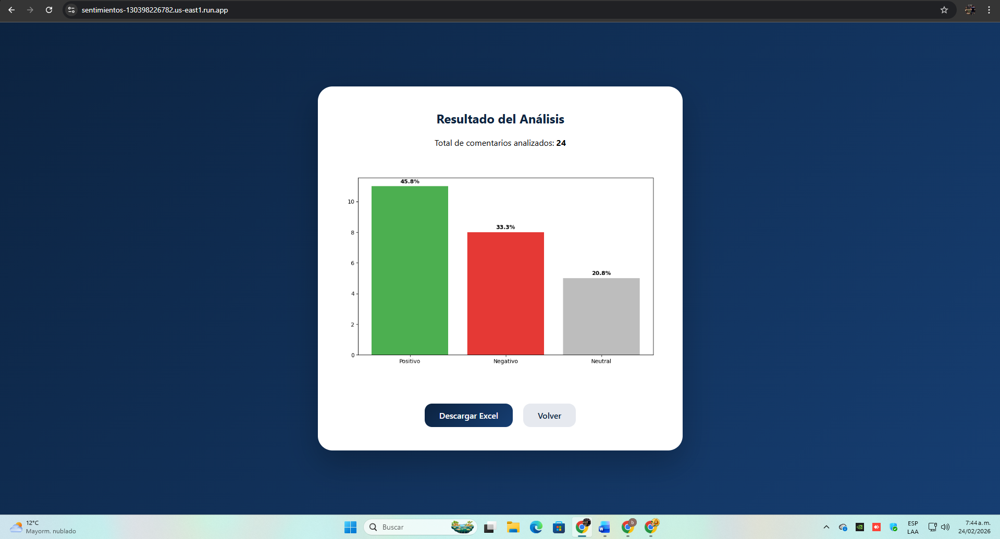 sentimientos-130398226782.us-east1.run.app
Resultado del Análisis
Total de comentarios analizados: 24
45.8%
33.3%
20.8%
10
8
6
4
2
0
Positivo
Negativo
Neutral
Descargar Excel
Volver
12°C
Mayorm. nublado
Buscar
ESP
LAA
7:44 a. m.
24/02/2026